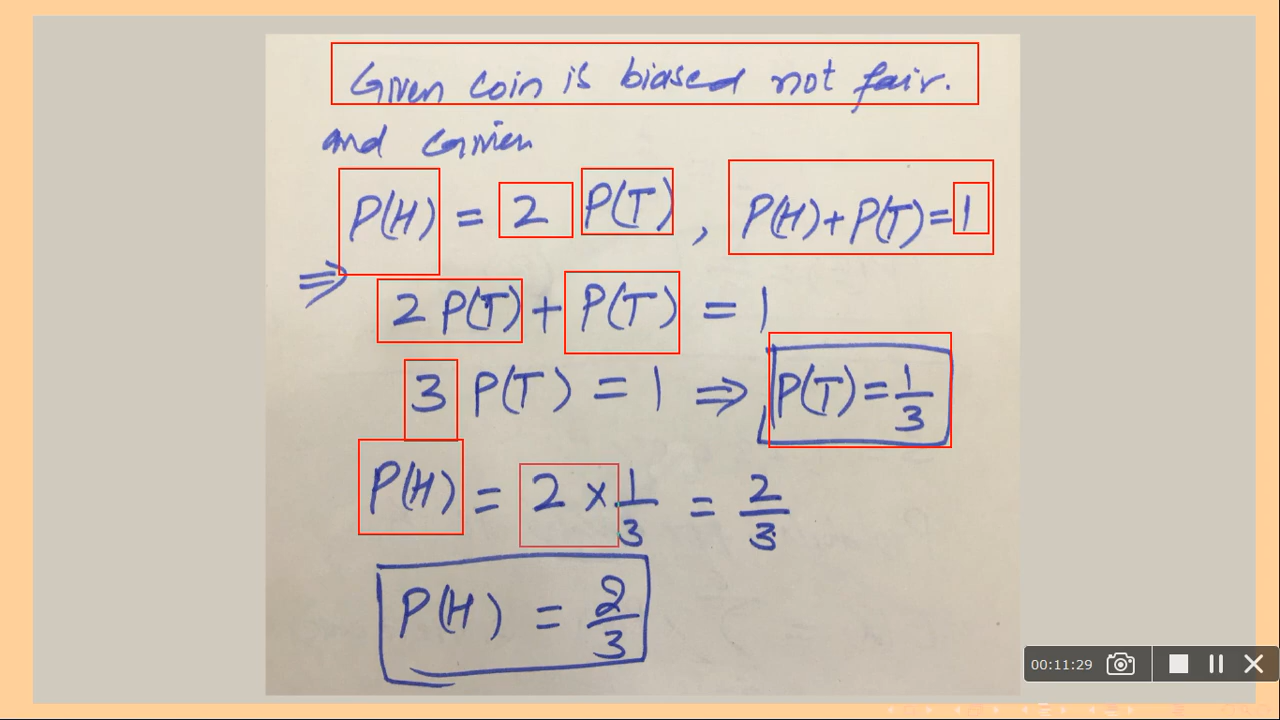 Given coin is biased not fair.
and Given
P(H) = 2 P(T) , P(H)+P(T)=1
⇒ 2 P(T) + P(T) = 1
3 P(T) = 1 ⇒ P(T) = 1/3
P(H) = 2 × 1/3 = 2/3
P(H) = 2/3
00:11:29